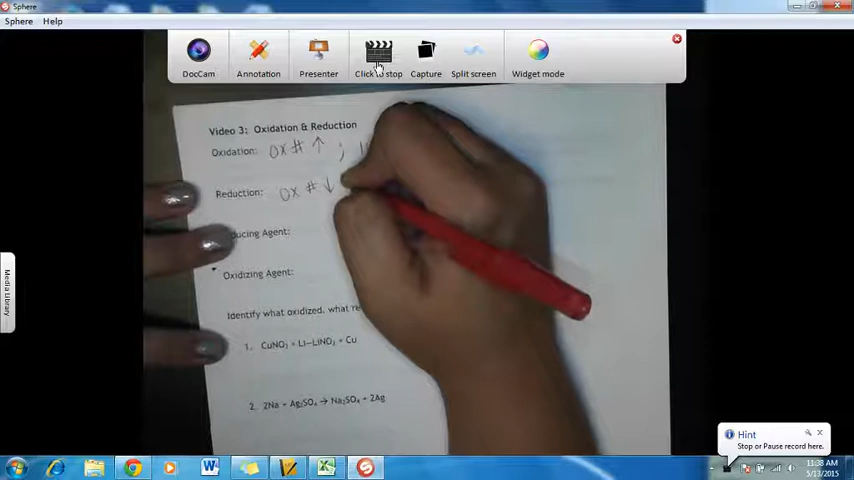 Sphere
Sphere Help
DocCam Annotation Presenter Click to stop Capture Split screen Widget mode
Video 3: Oxidation & Reduction
Oxidation: OX # ↑ ;
Reduction: OX # ↓
ucing Agent:
Oxidizing Agent:
Identify what oxidized, what re
1. CuNO₃ + Li—LiNO₃ + Cu
2. 2Na + Ag₂SO₄ → Na₂SO₄ + 2Ag
Media Library
Hint
Stop or Pause record here.
11:38 AM
5/13/2015